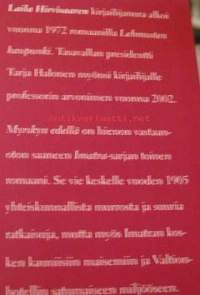 Laila Hirvisaaren kirjailijanura alkoi
vuonna 1972 romaanilla Lehmusten
kaupunki. Tasavallan presidentti
Tarja Halonen myönsi kirjailijalle
professorin arvonimen vuonna 2002.
Myrskyn edellä on hienon vastaan-
oton saaneen Imatra-sarjan toinen
romaani. Se vie keskelle vuoden 1905
yhteiskunnallista murrosta ja suuria
ratkaisuja, mutta myös Imatran kos-
ken kauniisiin maisemiin ja Valtion-
hotellin satumaiseen miljööseen.